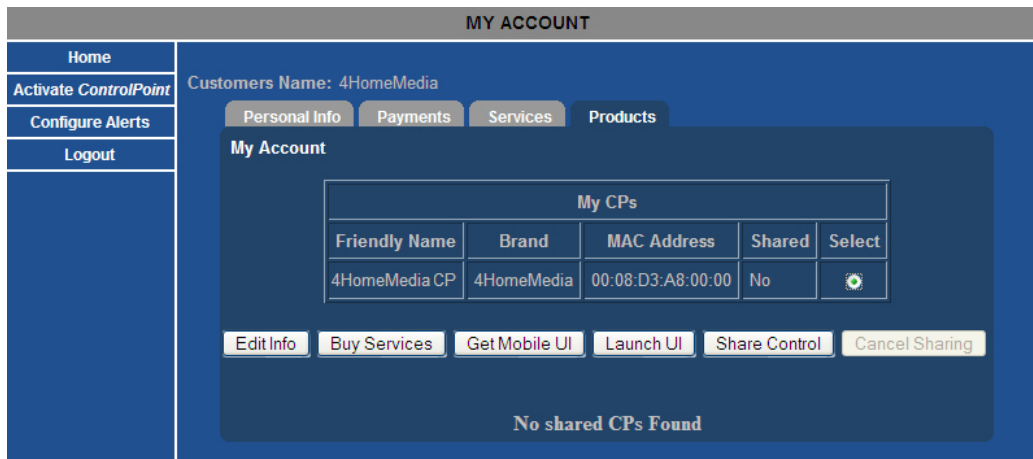 MY ACCOUNT
Home
Activate ControlPoint
Configure Alerts
Logout
Customers Name: 4HomeMedia
Personal Info Payments Services Products
My Account
My CPs
Friendly Name Brand MAC Address Shared Select
4HomeMedia CP 4HomeMedia 00:08:D3:A8:00:00 No
Edit Info Buy Services Get Mobile UI Launch UI Share Control Cancel Sharing
No shared CPs Found